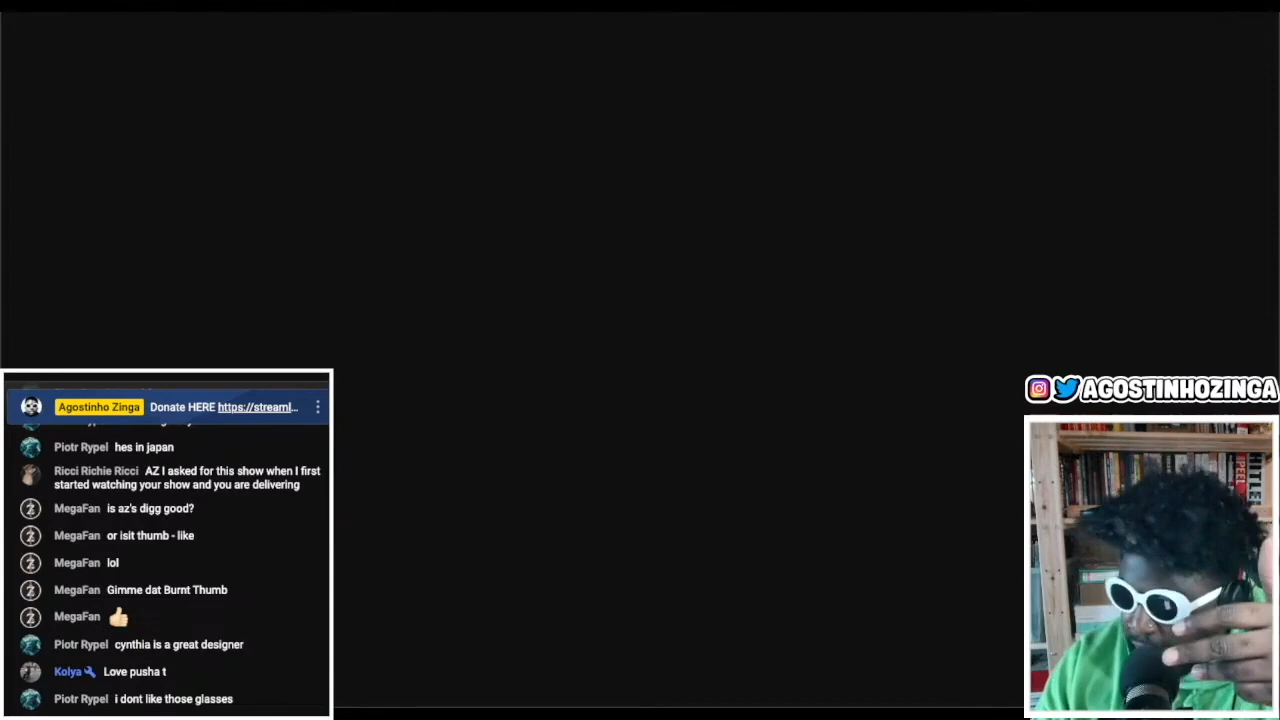 Agostinho Zinga Donate HERE https://streaml...
Piotr Rypel hes in japan
Ricci Richie Ricci AZ I asked for this show when I first
started watching your show and you are delivering
MegaFan is az's digg good?
MegaFan or isit thumb - like
MegaFan lol
MegaFan Gimme dat Burnt Thumb
MegaFan 👍🏼
Piotr Rypel cynthia is a great designer
Kolya Love pusha t
Piotr Rypel i dont like those glasses
AGOSTINHOZINGA
PEEL
HITLER